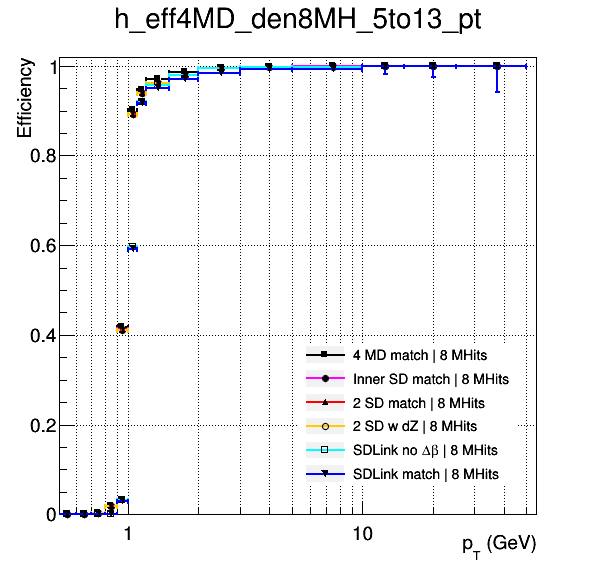 h_eff4MD_den8MH_5to13_pt
Efficiency
1
0.8
0.6
0.4
0.2
0
4 MD match | 8 MHits
Inner SD match | 8 MHits
2 SD match | 8 MHits
2 SD w dZ | 8 MHits
SDLink no Δβ | 8 MHits
SDLink match | 8 MHits
1
10
p_T (GeV)